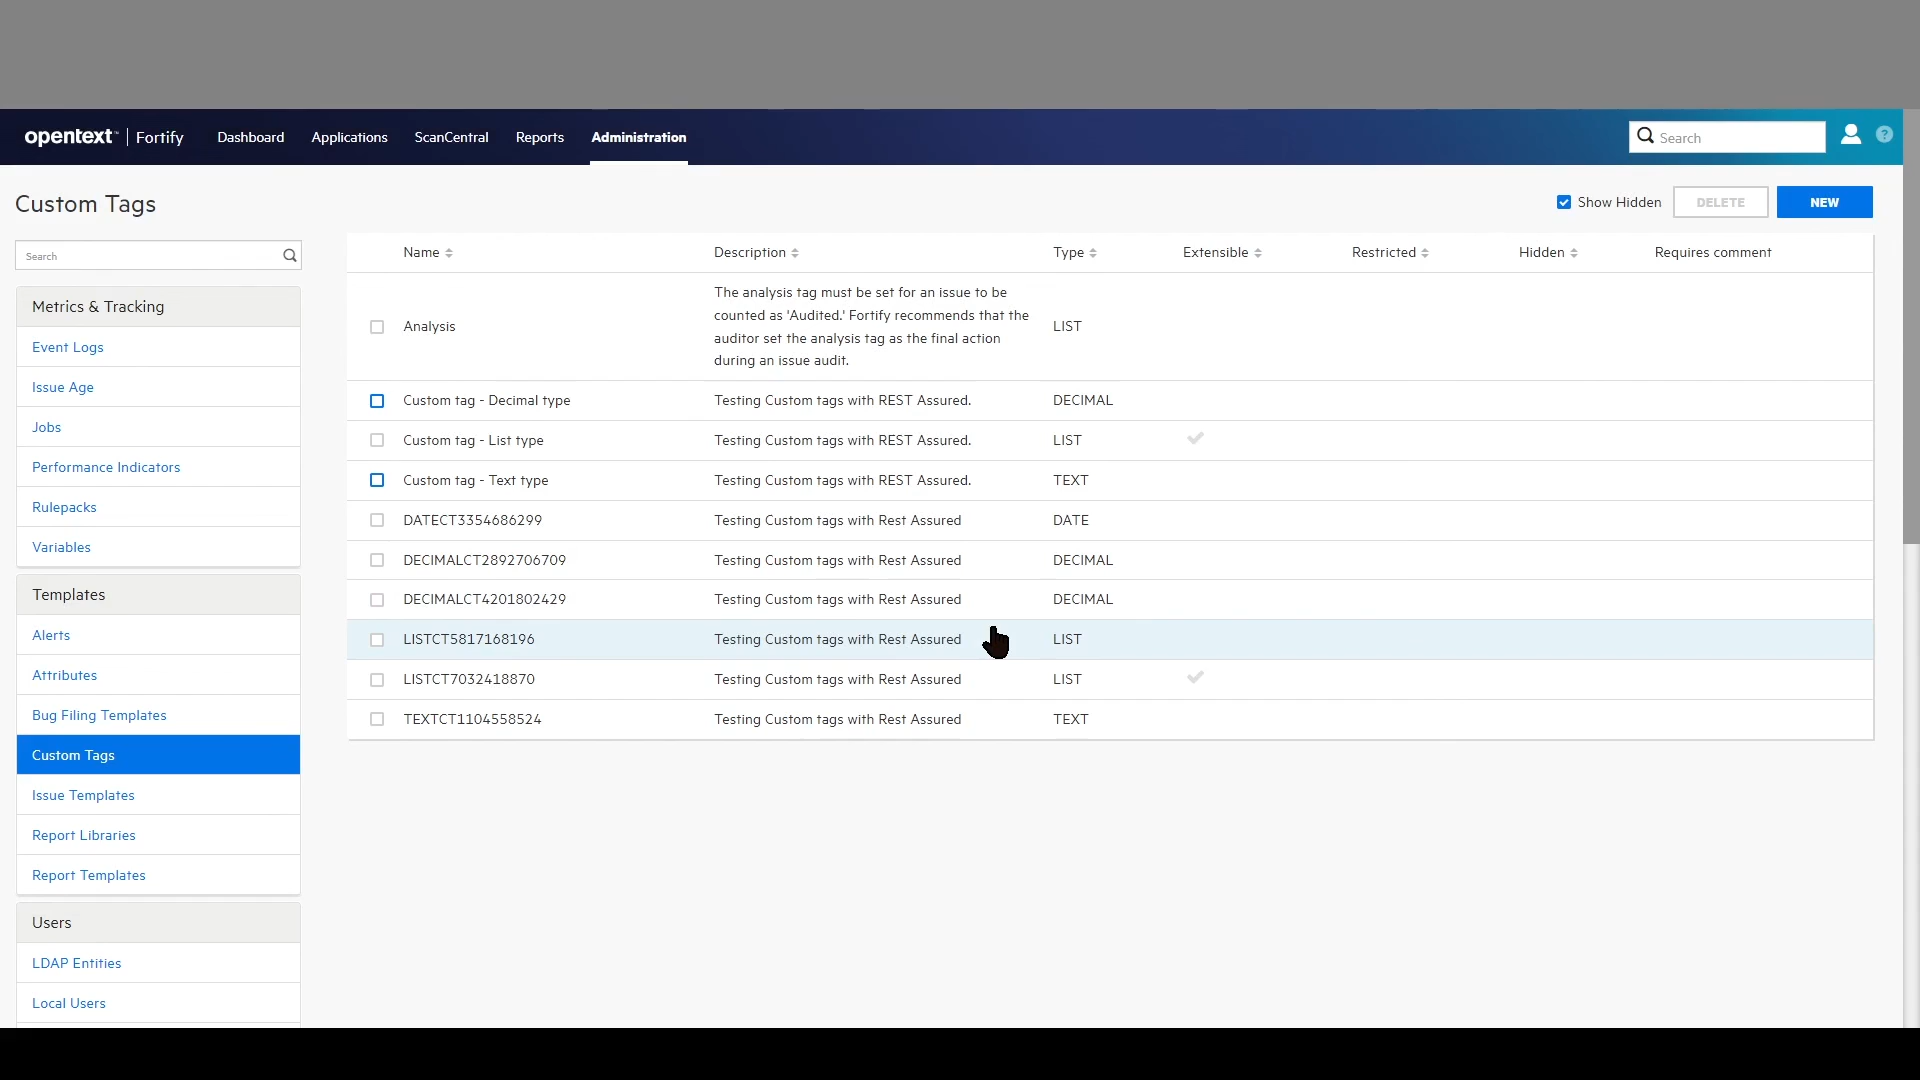 opentext™ | Fortify Dashboard Applications ScanCentral Reports Administration Search ?
Custom Tags
Show Hidden DELETE NEW
Search
Metrics & Tracking
Event Logs
Issue Age
Jobs
Performance Indicators
Rulepacks
Variables
Templates
Alerts
Attributes
Bug Filing Templates
Custom Tags
Issue Templates
Report Libraries
Report Templates
Users
LDAP Entities
Local Users
Name Description Type Extensible Restricted Hidden Requires comment
The analysis tag must be set for an issue to be
counted as 'Audited.' Fortify recommends that the
Analysis LIST
auditor set the analysis tag as the final action
during an issue audit.
Custom tag - Decimal type Testing Custom tags with REST Assured. DECIMAL
Custom tag - List type Testing Custom tags with REST Assured. LIST
Custom tag - Text type Testing Custom tags with REST Assured. TEXT
DATECT3354686299 Testing Custom tags with Rest Assured DATE
DECIMALCT2892706709 Testing Custom tags with Rest Assured DECIMAL
DECIMALCT4201802429 Testing Custom tags with Rest Assured DECIMAL
LISTCT5817168196 Testing Custom tags with Rest Assured LIST
LISTCT7032418870 Testing Custom tags with Rest Assured LIST
TEXTCT1104558524 Testing Custom tags with Rest Assured TEXT